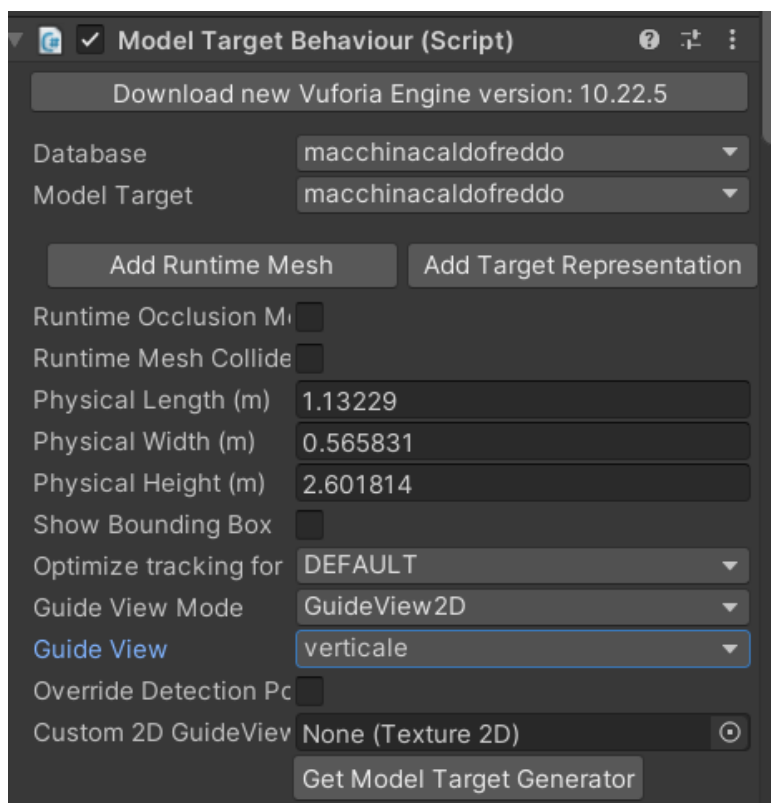 Model Target Behaviour (Script)
Download new Vuforia Engine version: 10.22.5
Database macchinacaldofreddo
Model Target macchinacaldofreddo
Add Runtime Mesh Add Target Representation
Runtime Occlusion M
Runtime Mesh Collide
Physical Length (m) 1.13229
Physical Width (m) 0.565831
Physical Height (m) 2.601814
Show Bounding Box
Optimize tracking for DEFAULT
Guide View Mode GuideView2D
Guide View verticale
Override Detection Po
Custom 2D GuideView None (Texture 2D)
Get Model Target Generator